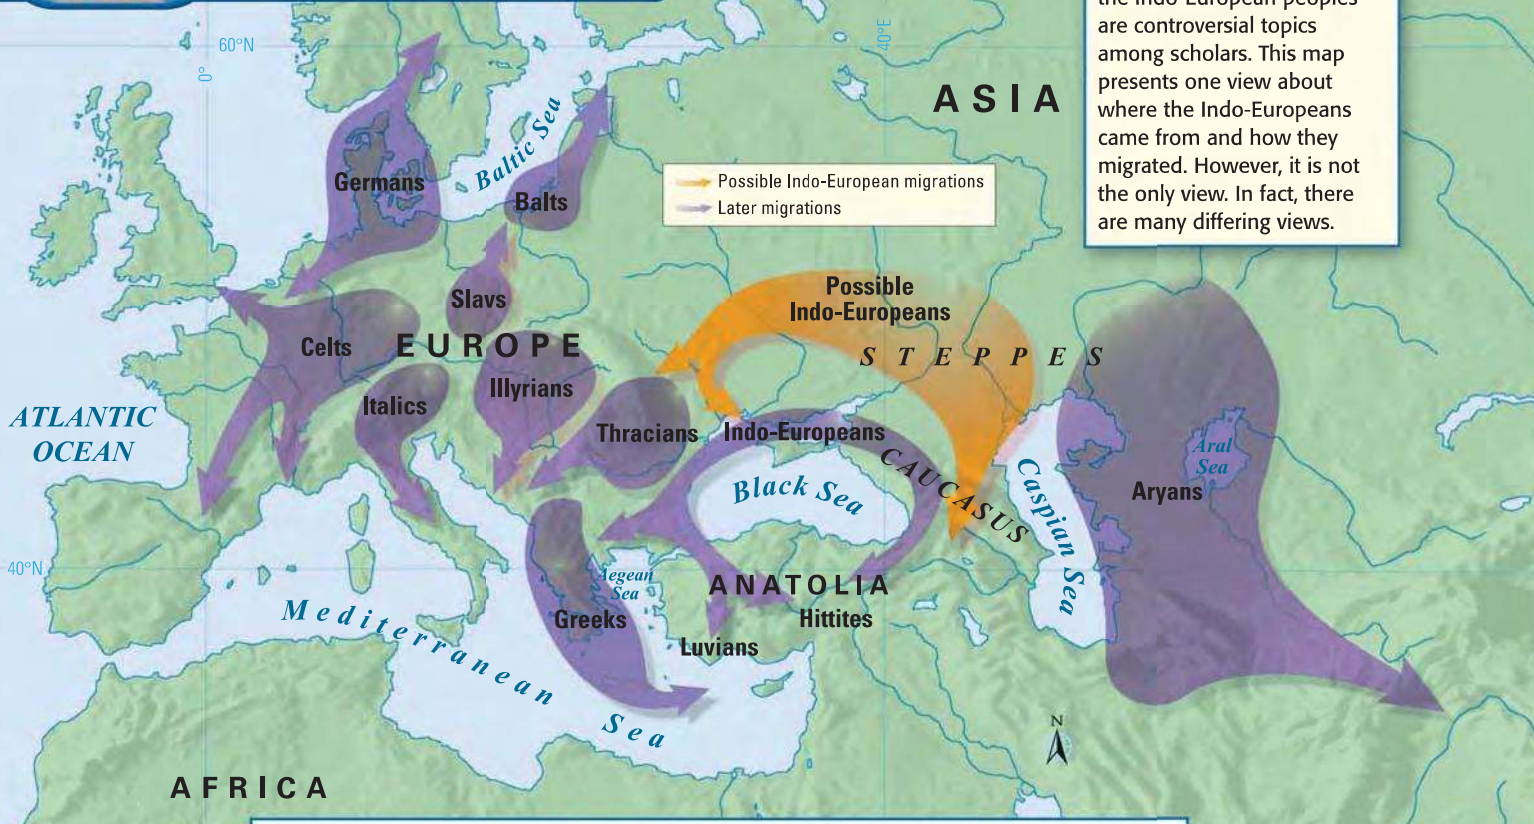 the Indo-European peoples
are controversial topics
among scholars. This map
presents one view about
where the Indo-Europeans
came from and how they
migrated. However, it is not
the only view. In fact, there
are many differing views.
60°N
0°
40°E
ASIA
Baltic Sea
Germans
Balts
Possible Indo-European migrations
Later migrations
Slavs
Possible
Indo-Europeans
Celts
EUROPE
STEPPES
Illyrians
Italics
ATLANTIC
OCEAN
Thracians
Indo-Europeans
CAUCASUS
Aral
Sea
Black Sea
Caspian Sea
Aryans
40°N
Aegean
Sea
ANATOLIA
Mediterranean
Sea
Greeks
Hittites
Luvians
N
AFRICA